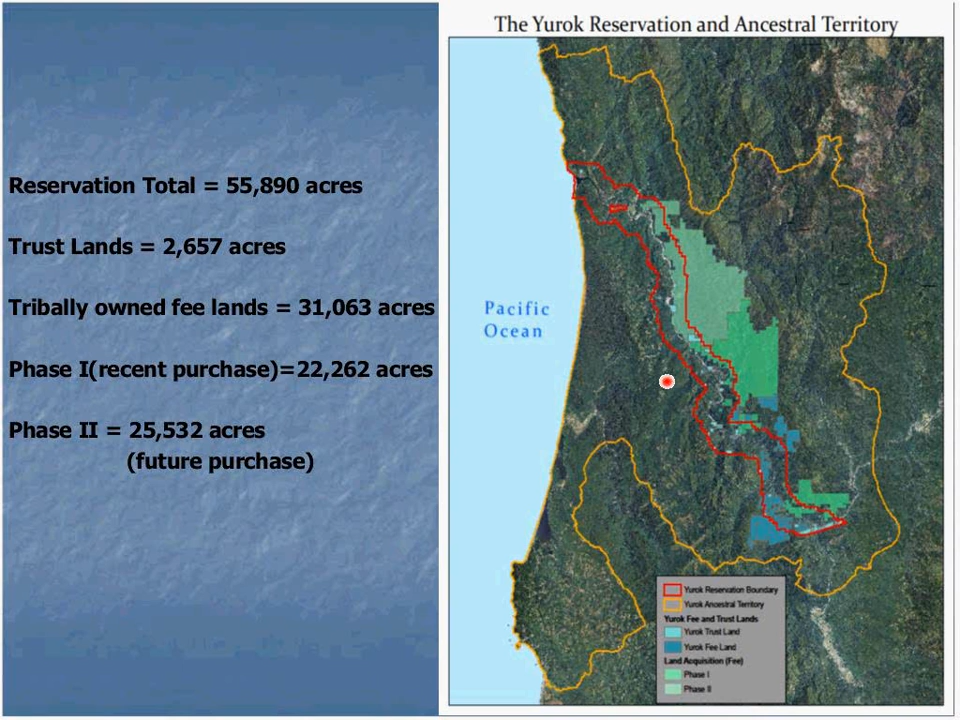 Reservation Total = 55,890 acres
Trust Lands = 2,657 acres
Tribally owned fee lands = 31,063 acres
Phase I(recent purchase)=22,262 acres
Phase II = 25,532 acres
(future purchase)
The Yurok Reservation and Ancestral Territory
Pacific
Ocean
Yurok Reservation Boundary
Yurok Ancestral Territory
Yurok Fee and Trust Lands
Yurok Trust Land
Yurok Fee Land
Land Acquisition (Fee)
Phase I
Phase II